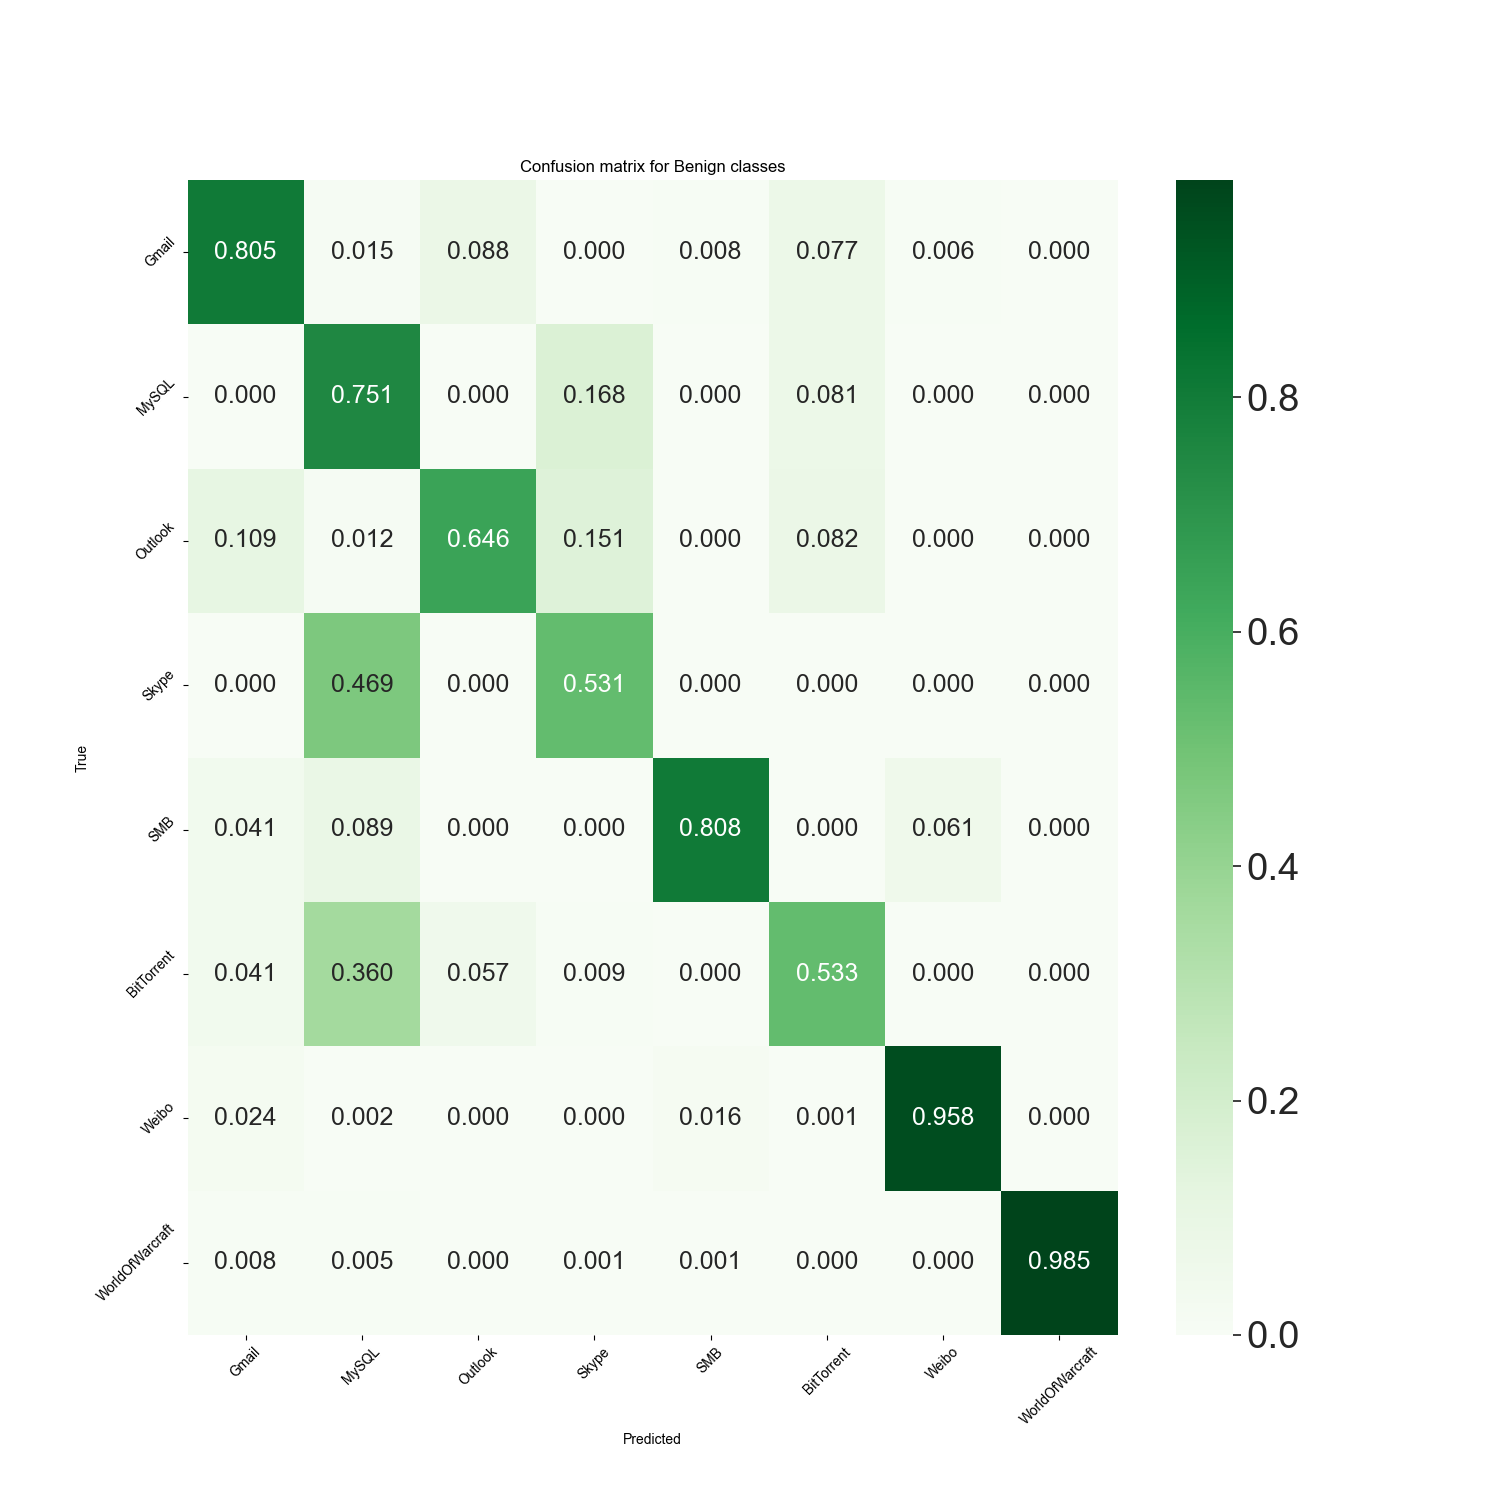 Confusion matrix for Benign classes
Gmail 0.805 0.015 0.088 0.000 0.008 0.077 0.006 0.000
MySQL 0.000 0.751 0.000 0.168 0.000 0.081 0.000 0.000
Outlook 0.109 0.012 0.646 0.151 0.000 0.082 0.000 0.000
Skype 0.000 0.469 0.000 0.531 0.000 0.000 0.000 0.000
SMB 0.041 0.089 0.000 0.000 0.808 0.000 0.061 0.000
BitTorrent 0.041 0.360 0.057 0.009 0.000 0.533 0.000 0.000
Weibo 0.024 0.002 0.000 0.000 0.016 0.001 0.958 0.000
WorldOfWarcraft 0.008 0.005 0.000 0.001 0.001 0.000 0.000 0.985
Gmail MySQL Outlook Skype SMB BitTorrent Weibo WorldOfWarcraft
Predicted
True
0.8
0.6
0.4
0.2
0.0